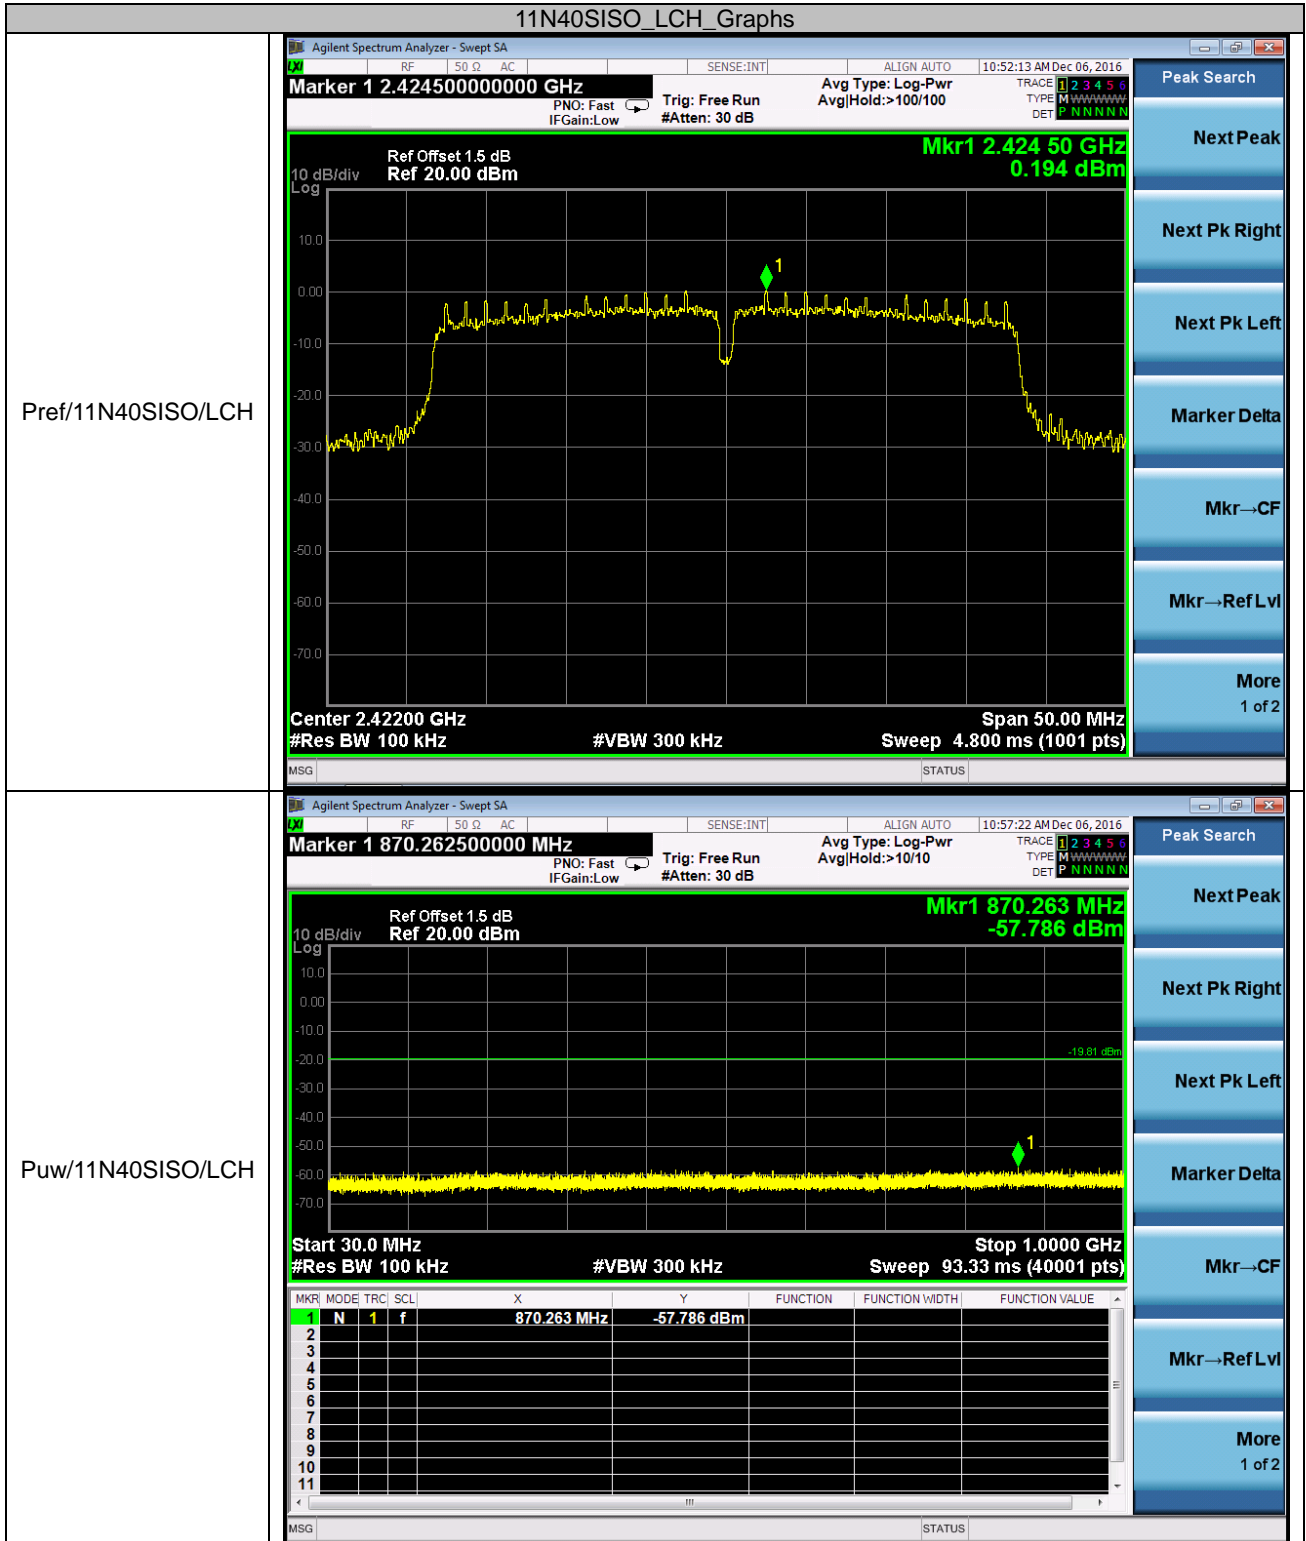 11N40SISO_LCH_Graphs
Pref/11N40SISO/LCH
Agilent Spectrum Analyzer - Swept SA
LXI RF 50 Ω AC SENSE:INT ALIGN AUTO 10:52:13 AM Dec 06, 2016
Marker 1 2.424500000000 GHz
PNO: Fast
IFGain:Low
Trig: Free Run
#Atten: 30 dB
Avg Type: Log-Pwr
Avg|Hold:>100/100
TRACE 1 2 3 4 5 6
TYPE M WWWWW
DET P N N N N N
Mkr1 2.424 50 GHz
0.194 dBm
Ref Offset 1.5 dB
10 dB/div Ref 20.00 dBm
Log
10.0
0.00
-10.0
-20.0
-30.0
-40.0
-50.0
-60.0
-70.0
1
Center 2.42200 GHz Span 50.00 MHz
#Res BW 100 kHz #VBW 300 kHz Sweep 4.800 ms (1001 pts)
MSG STATUS
Peak Search
Next Peak
Next Pk Right
Next Pk Left
Marker Delta
Mkr→CF
Mkr→Ref Lvl
More
1 of 2
Puw/11N40SISO/LCH
Agilent Spectrum Analyzer - Swept SA
LXI RF 50 Ω AC SENSE:INT ALIGN AUTO 10:57:22 AM Dec 06, 2016
Marker 1 870.262500000 MHz
PNO: Fast
IFGain:Low
Trig: Free Run
#Atten: 30 dB
Avg Type: Log-Pwr
Avg|Hold:>10/10
TRACE 1 2 3 4 5 6
TYPE M WWWWW
DET P N N N N N
Mkr1 870.263 MHz
-57.786 dBm
Ref Offset 1.5 dB
10 dB/div Ref 20.00 dBm
Log
10.0
0.00
-10.0
-20.0
-30.0
-40.0
-50.0
-60.0
-70.0
-19.81 dBm
1
Start 30.0 MHz Stop 1.0000 GHz
#Res BW 100 kHz #VBW 300 kHz Sweep 93.33 ms (40001 pts)
MKR MODE TRC SCL X Y FUNCTION FUNCTION WIDTH FUNCTION VALUE
1 N 1 f 870.263 MHz -57.786 dBm
2
3
4
5
6
7
8
9
10
11
MSG STATUS
Peak Search
Next Peak
Next Pk Right
Next Pk Left
Marker Delta
Mkr→CF
Mkr→Ref Lvl
More
1 of 2